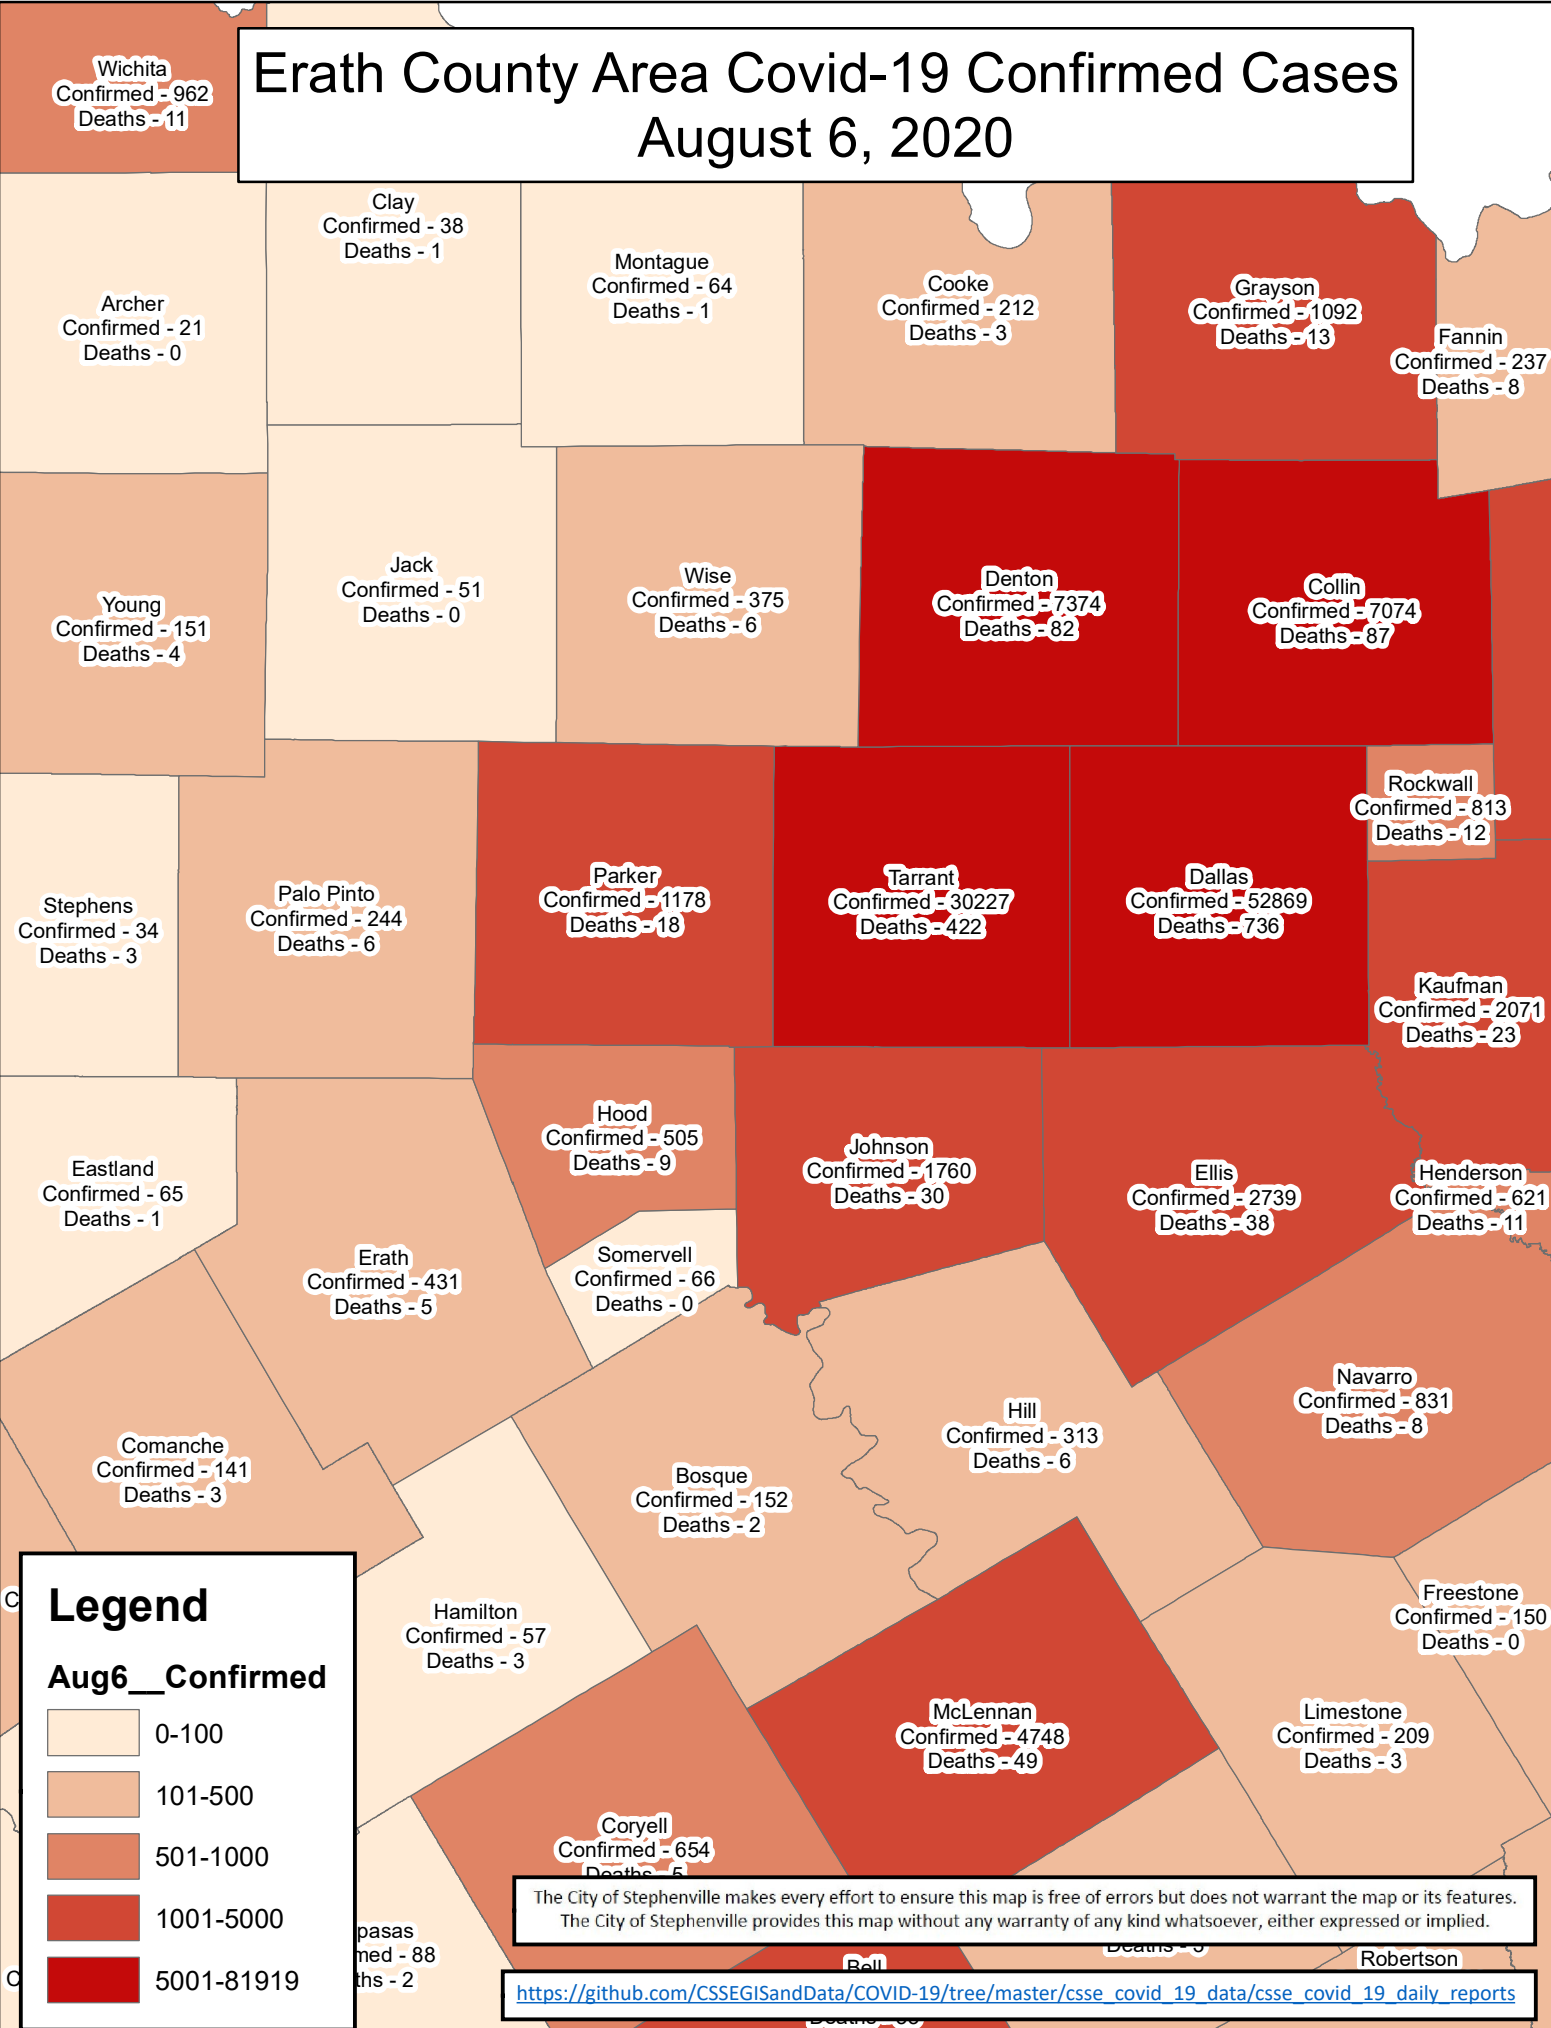 Erath County Area Covid-19 Confirmed Cases
August 6, 2020
Wichita
Confirmed - 962
Deaths - 11
Clay
Confirmed - 38
Deaths - 1
Montague
Confirmed - 64
Deaths - 1
Cooke
Confirmed - 212
Deaths - 3
Grayson
Confirmed - 1092
Deaths - 13
Fannin
Confirmed - 237
Deaths - 8
Archer
Confirmed - 21
Deaths - 0
Young
Confirmed - 151
Deaths - 4
Jack
Confirmed - 51
Deaths - 0
Wise
Confirmed - 375
Deaths - 6
Denton
Confirmed - 7374
Deaths - 82
Collin
Confirmed - 7074
Deaths - 87
Rockwall
Confirmed - 813
Deaths - 12
Stephens
Confirmed - 34
Deaths - 3
Palo Pinto
Confirmed - 244
Deaths - 6
Parker
Confirmed - 1178
Deaths - 18
Tarrant
Confirmed - 30227
Deaths - 422
Dallas
Confirmed - 52869
Deaths - 736
Kaufman
Confirmed - 2071
Deaths - 23
Eastland
Confirmed - 65
Deaths - 1
Erath
Confirmed - 431
Deaths - 5
Hood
Confirmed - 505
Deaths - 9
Somervell
Confirmed - 66
Deaths - 0
Johnson
Confirmed - 1760
Deaths - 30
Ellis
Confirmed - 2739
Deaths - 38
Henderson
Confirmed - 621
Deaths - 11
Comanche
Confirmed - 141
Deaths - 3
Bosque
Confirmed - 152
Deaths - 2
Hill
Confirmed - 313
Deaths - 6
Navarro
Confirmed - 831
Deaths - 8
Hamilton
Confirmed - 57
Deaths - 3
McLennan
Confirmed - 4748
Deaths - 49
Limestone
Confirmed - 209
Deaths - 3
Freestone
Confirmed - 150
Deaths - 0
Coryell
Confirmed - 654
Deaths - 5
pasas
med - 88
ths - 2
Bell
Deaths
Robertson
C
C
Legend
Aug6__Confirmed
0-100
101-500
501-1000
1001-5000
5001-81919
The City of Stephenville makes every effort to ensure this map is free of errors but does not warrant the map or its features.
The City of Stephenville provides this map without any warranty of any kind whatsoever, either expressed or implied.
https://github.com/CSSEGISandData/COVID-19/tree/master/csse_covid_19_data/csse_covid_19_daily_reports